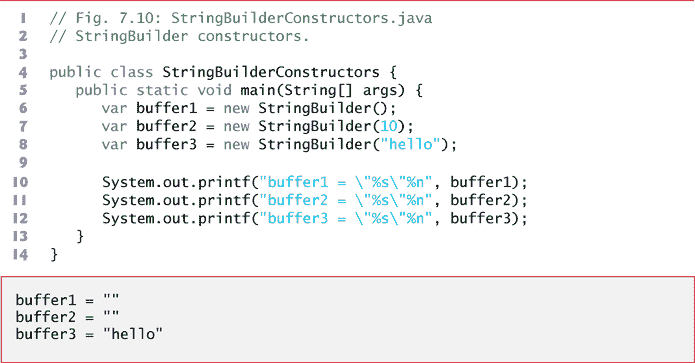 1 // Fig. 7.10: StringBuilderConstructors.java
2 // StringBuilder constructors.
3
4 public class StringBuilderConstructors {
5    public static void main(String[] args) {
6       var buffer1 = new StringBuilder();
7       var buffer2 = new StringBuilder(10);
8       var buffer3 = new StringBuilder("hello");
9
10       System.out.printf("buffer1 = \"%s\"%n", buffer1);
11       System.out.printf("buffer2 = \"%s\"%n", buffer2);
12       System.out.printf("buffer3 = \"%s\"%n", buffer3);
13    }
14 }
buffer1 = ""
buffer2 = ""
buffer3 = "hello"